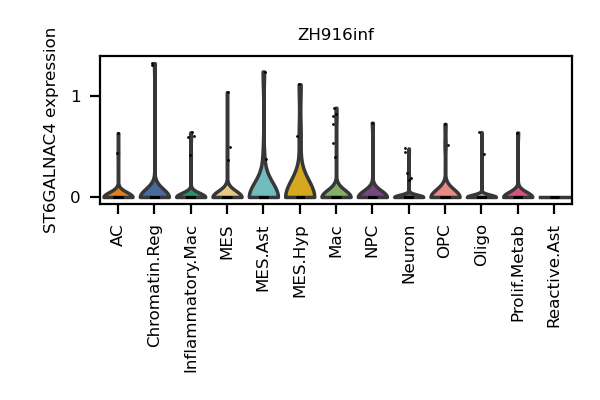 ZH916inf
ST6GALNAC4 expression
1
0
AC
Chromatin.Reg
Inflammatory.Mac
MES
MES.Ast
MES.Hyp
Mac
NPC
Neuron
OPC
Oligo
Prolif.Metab
Reactive.Ast